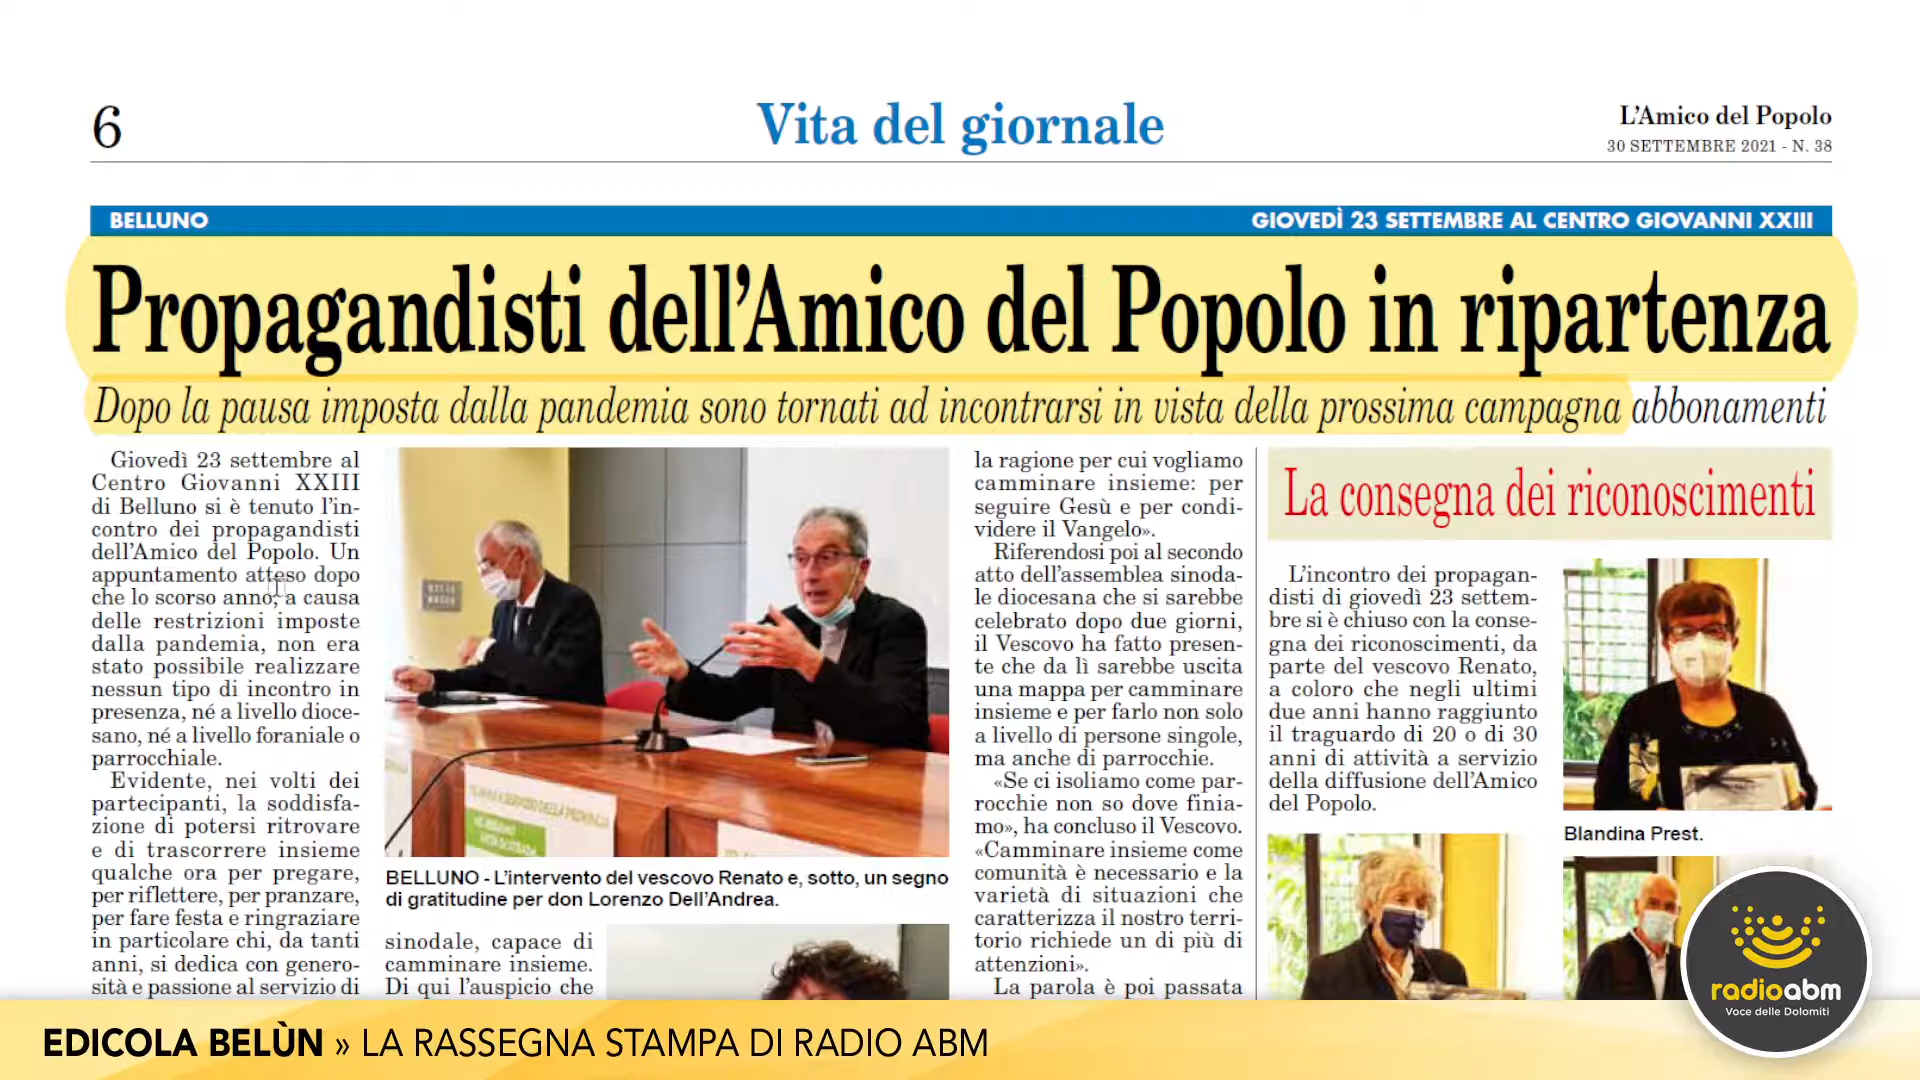 6
Vita del giornale
L'Amico del Popolo
30 SETTEMBRE 2021 - N. 38
BELLUNO
GIOVEDÌ 23 SETTEMBRE AL CENTRO GIOVANNI XXIII
Propagandisti dell'Amico del Popolo in ripartenza
Dopo la pausa imposta dalla pandemia sono tornati ad incontrarsi in vista della prossima campagna abbonamenti
Giovedì 23 settembre al
Centro Giovanni XXIII
di Belluno si è tenuto l'in-
contro dei propagandisti
dell'Amico del Popolo. Un
appuntamento atteso dopo
che lo scorso anno, a causa
delle restrizioni imposte
dalla pandemia, non era
stato possibile realizzare
nessun tipo di incontro in
presenza, né a livello dioce-
sano, né a livello foraniale o
parrocchiale.
Evidente, nei volti dei
partecipanti, la soddisfa-
zione di potersi ritrovare
e di trascorrere insieme
qualche ora per pregare,
per riflettere, per pranzare,
per fare festa e ringraziare
in particolare chi, da tanti
anni, si dedica con genero-
sità e passione al servizio di
BELLUNO - L'intervento del vescovo Renato e, sotto, un segno
di gratitudine per don Lorenzo Dell'Andrea.
sinodale, capace di
camminare insieme.
Di qui l'auspicio che
la ragione per cui vogliamo
camminare insieme: per
seguire Gesù e per condi-
videre il Vangelo».
Riferendosi poi al secondo
atto dell'assemblea sinoda-
le diocesana che si sarebbe
celebrato dopo due giorni,
il Vescovo ha fatto presen-
te che da lì sarebbe uscita
una mappa per camminare
insieme e per farlo non solo
a livello di persone singole,
ma anche di parrocchie.
«Se ci isoliamo come par-
rocchie non so dove finia-
mo», ha concluso il Vescovo.
«Camminare insieme come
comunità è necessario e la
varietà di situazioni che
caratterizza il nostro terri-
torio richiede un di più di
attenzioni».
La parola è poi passata
La consegna dei riconoscimenti
L'incontro dei propagan-
disti di giovedì 23 settem-
bre si è chiuso con la conse-
gna dei riconoscimenti, da
parte del vescovo Renato,
a coloro che negli ultimi
due anni hanno raggiunto
il traguardo di 20 o di 30
anni di attività a servizio
della diffusione dell'Amico
del Popolo.
Blandina Prest.
radioabm
Voce delle Dolomiti
EDICOLA BELÙN » LA RASSEGNA STAMPA DI RADIO ABM